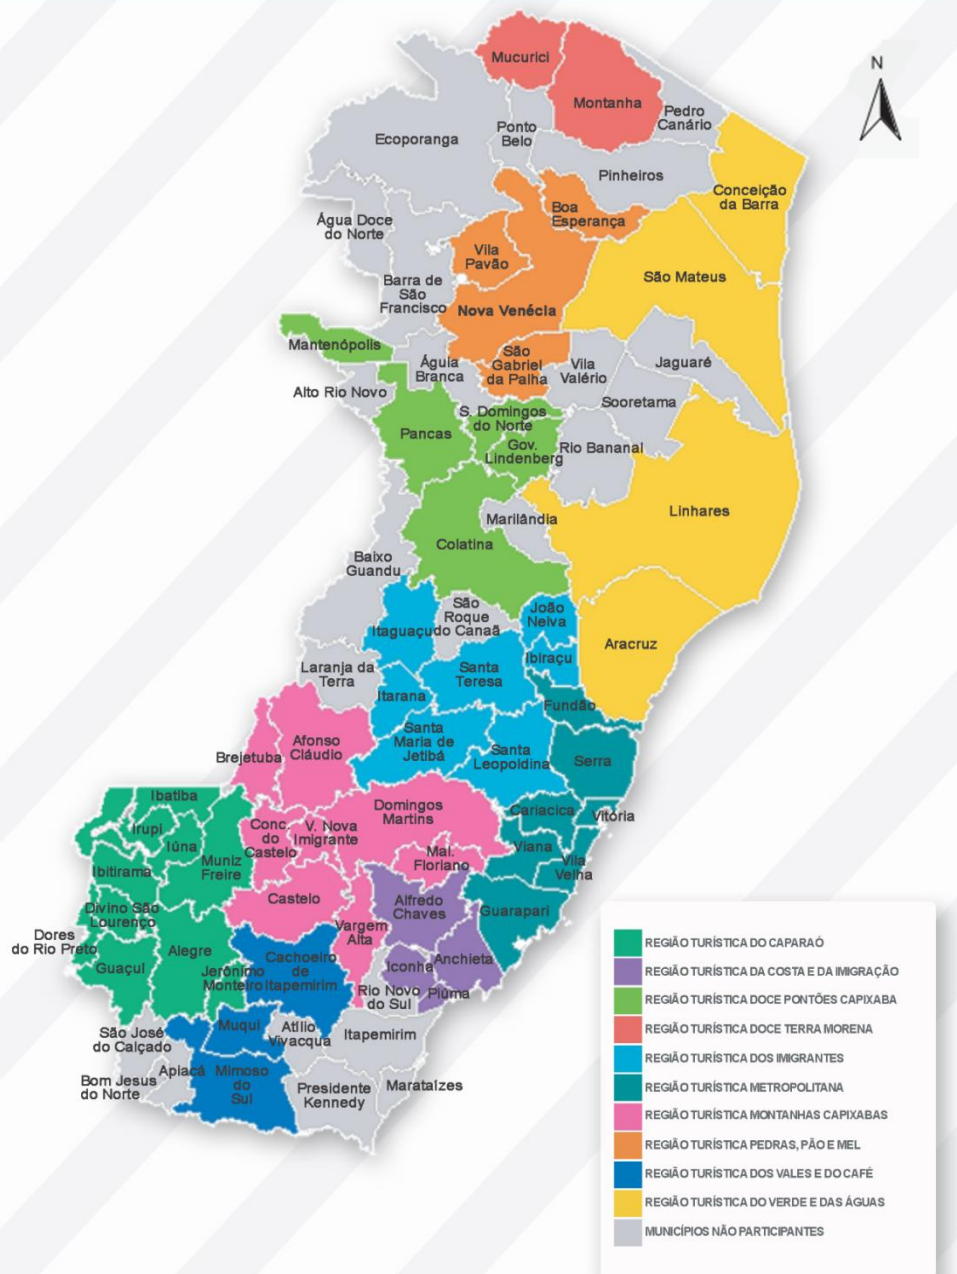 N
Mucurici
Montanha
Pedro
Canário
Ponto
Belo
Ecoporanga
Pinheiros
Conceição
da Barra
Boa
Esperança
Água Doce
do Norte
Vila
Pavão
São Mateus
Barra de
São
Francisco
Nova Venécia
Mantenópolis
Águia
Branca
São
Gabriel
da Palha
Vila
Valério
Jaguaré
Alto Rio Novo
Sooretama
S. Domingos
do Norte
Pancas
Gov.
Lindenberg
Rio Bananal
Linhares
Marilândia
Colatina
Baixo
Guandu
São
Roque
do Canaã
João
Neiva
Itaguaçu
Aracruz
Ibiraçu
Laranja da
Terra
Santa
Teresa
Itarana
Fundão
Santa
Maria de
Jetibá
Afonso
Cláudio
Brejetuba
Santa
Leopoldina
Serra
Ibatiba
Domingos
Martins
Cariacica
Vitória
Irupi
Conc.
do
Castelo
V. Nova
Imigrante
Iúna
Viana
Mal.
Floriano
Muniz
Freire
Vila
Velha
Ibitirama
Castelo
Alfredo
Chaves
Divino São
Lourenço
Guarapari
Vargem
Alta
Dores
do Rio Preto
Alegre
Guaçuí
Cachoeiro
de
Itapemirim
Iconha
Anchieta
Jerônimo
Monteiro
Rio Novo
do Sul
Piúma
São José
do Calçado
Muqui
Atílio
Vivacqua
Itapemirim
Apiacá
Mimoso
do
Sul
Bom Jesus
do Norte
Presidente
Kennedy
Marataízes
REGIÃO TURÍSTICA DO CAPARAÓ
REGIÃO TURÍSTICA DA COSTA E DA IMIGRAÇÃO
REGIÃO TURÍSTICA DOCE PONTÕES CAPIXABA
REGIÃO TURÍSTICA DOCE TERRA MORENA
REGIÃO TURÍSTICA DOS IMIGRANTES
REGIÃO TURÍSTICA METROPOLITANA
REGIÃO TURÍSTICA MONTANHAS CAPIXABAS
REGIÃO TURÍSTICA PEDRAS, PÃO E MEL
REGIÃO TURÍSTICA DOS VALES E DO CAFÉ
REGIÃO TURÍSTICA DO VERDE E DAS ÁGUAS
MUNICÍPIOS NÃO PARTICIPANTES